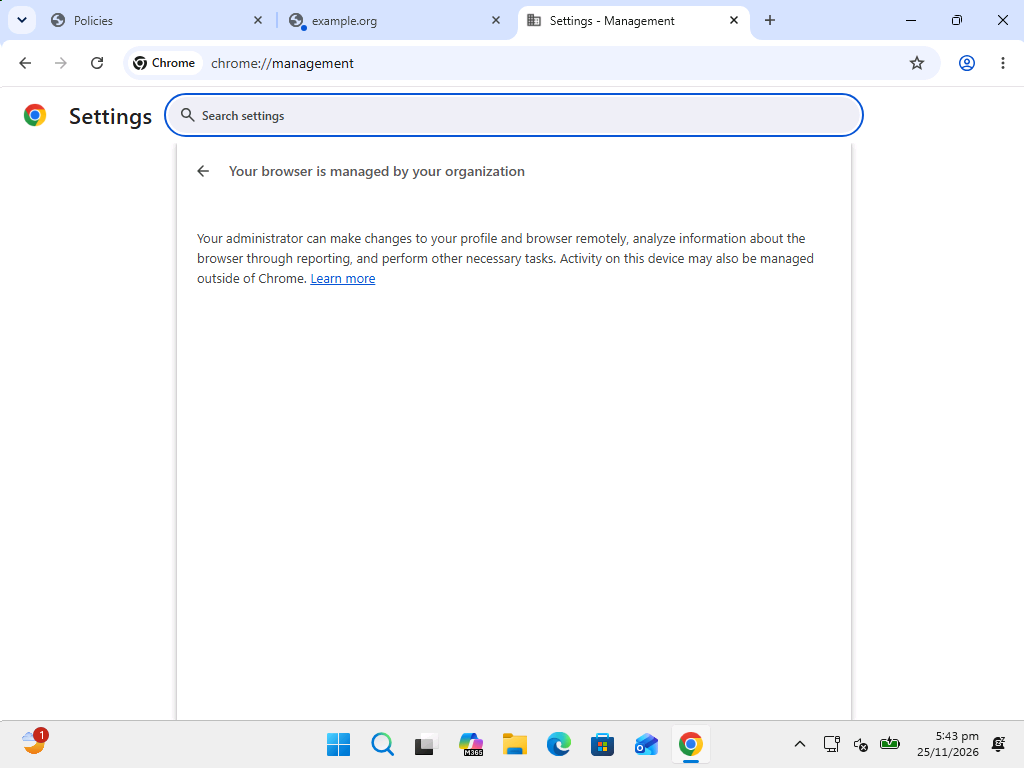 Policies
example.org
Settings - Management
Chrome
chrome://management
Settings
Search settings
Your browser is managed by your organization
Your administrator can make changes to your profile and browser remotely, analyze information about the
browser through reporting, and perform other necessary tasks. Activity on this device may also be managed
outside of Chrome. Learn more
1
M365
5:43 pm
25/11/2026